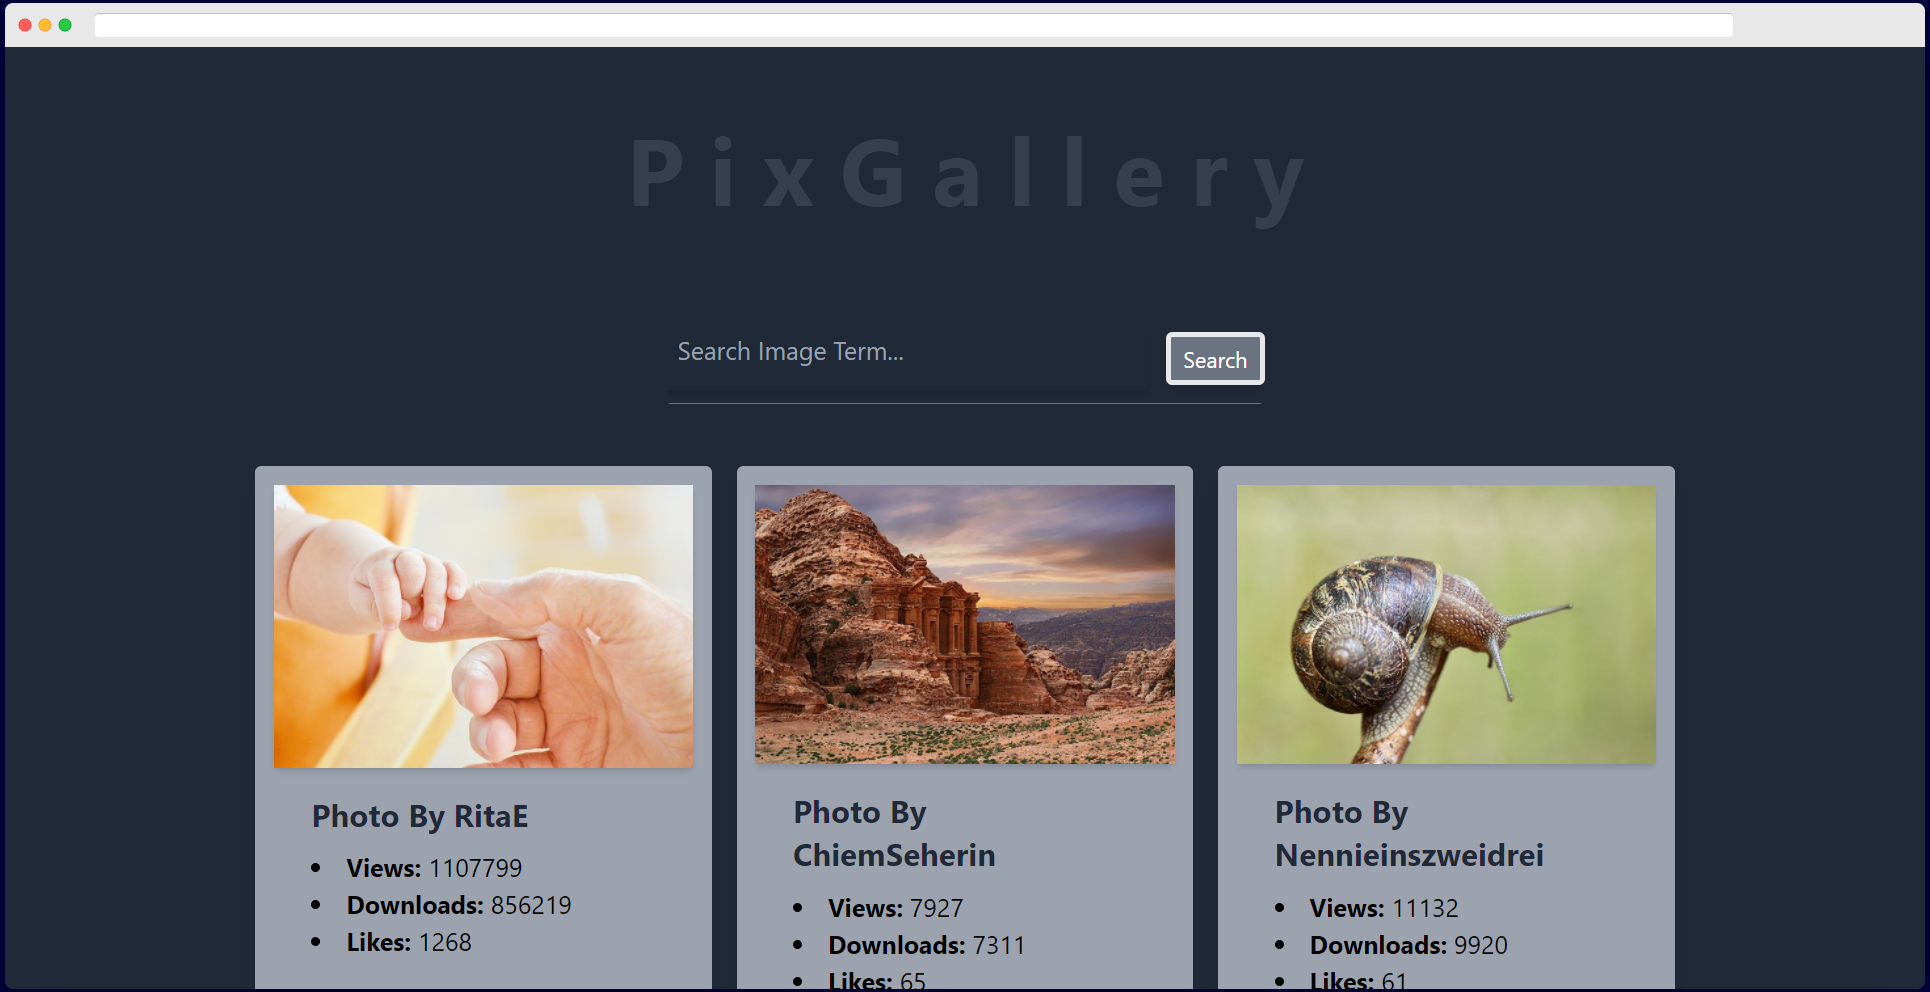 PixGallery
Search Image Term...
Search
Photo By RitaE
Views: 1107799
Downloads: 856219
Likes: 1268
Photo By
ChiemSeherin
Views: 7927
Downloads: 7311
Likes: 65
Photo By
Nennieinszweidrei
Views: 11132
Downloads: 9920
Likes: 61